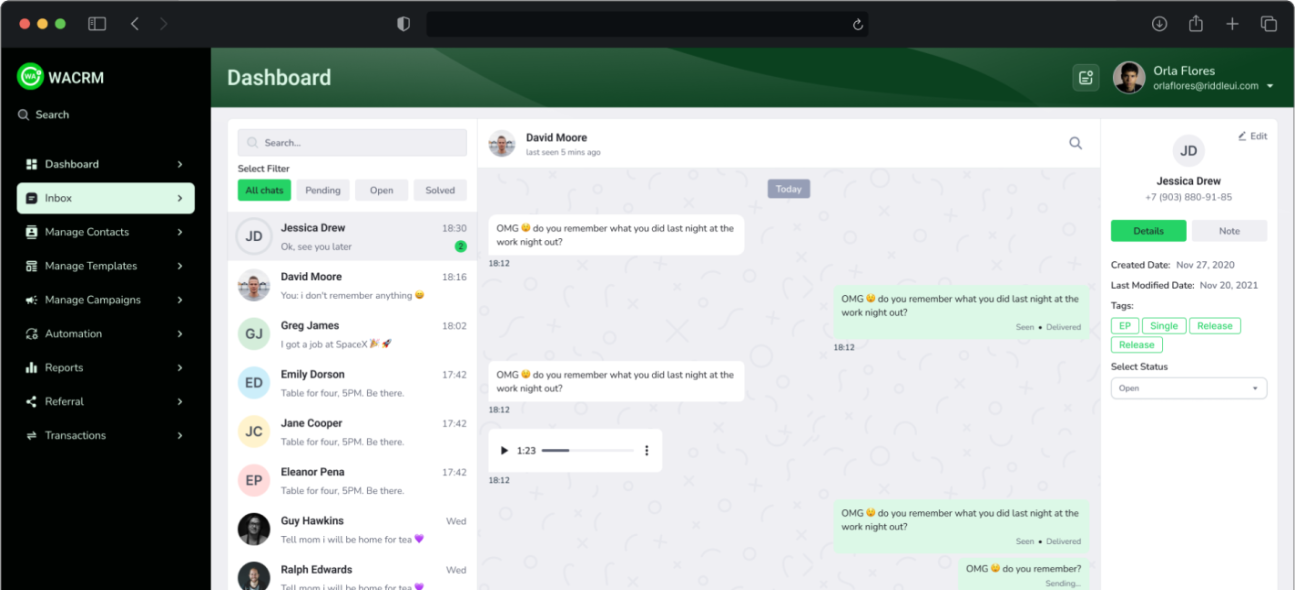 WA
WACRM
Search
Dashboard
Inbox
Manage Contacts
Manage Templates
Manage Campaigns
Automation
Reports
Referral
Transactions
Dashboard
Orla Flores
orlaflores@riddleui.com
Search...
Select Filter
All chats Pending Open Solved
JD
Jessica Drew 18:30
Ok, see you later 2
David Moore 18:16
You: i don't remember anything 😄
GJ
Greg James 18:02
I got a job at SpaceX 🎉 🚀
ED
Emily Dorson 17:42
Table for four, 5PM. Be there.
JC
Jane Cooper 17:42
Table for four, 5PM. Be there.
EP
Eleanor Pena 17:42
Table for four, 5PM. Be there.
Guy Hawkins Wed
Tell mom i will be home for tea 💜
Ralph Edwards Wed
Tell mom i will be home for tea 💜
David Moore
last seen 5 mins ago
Today
OMG 😲 do you remember what you did last night at the
work night out?
18:12
OMG 😲 do you remember what you did last night at the
work night out?
Seen • Delivered
18:12
OMG 😲 do you remember what you did last night at the
work night out?
18:12
1:23
18:12
OMG 😲 do you remember what you did last night at the
work night out?
Seen • Delivered
OMG 😲 do you remember?
Sending...
Edit
JD
Jessica Drew
+7 (903) 880-91-85
Details Note
Created Date: Nov 27, 2020
Last Modified Date: Nov 20, 2021
Tags:
EP Single Release
Release
Select Status
Open